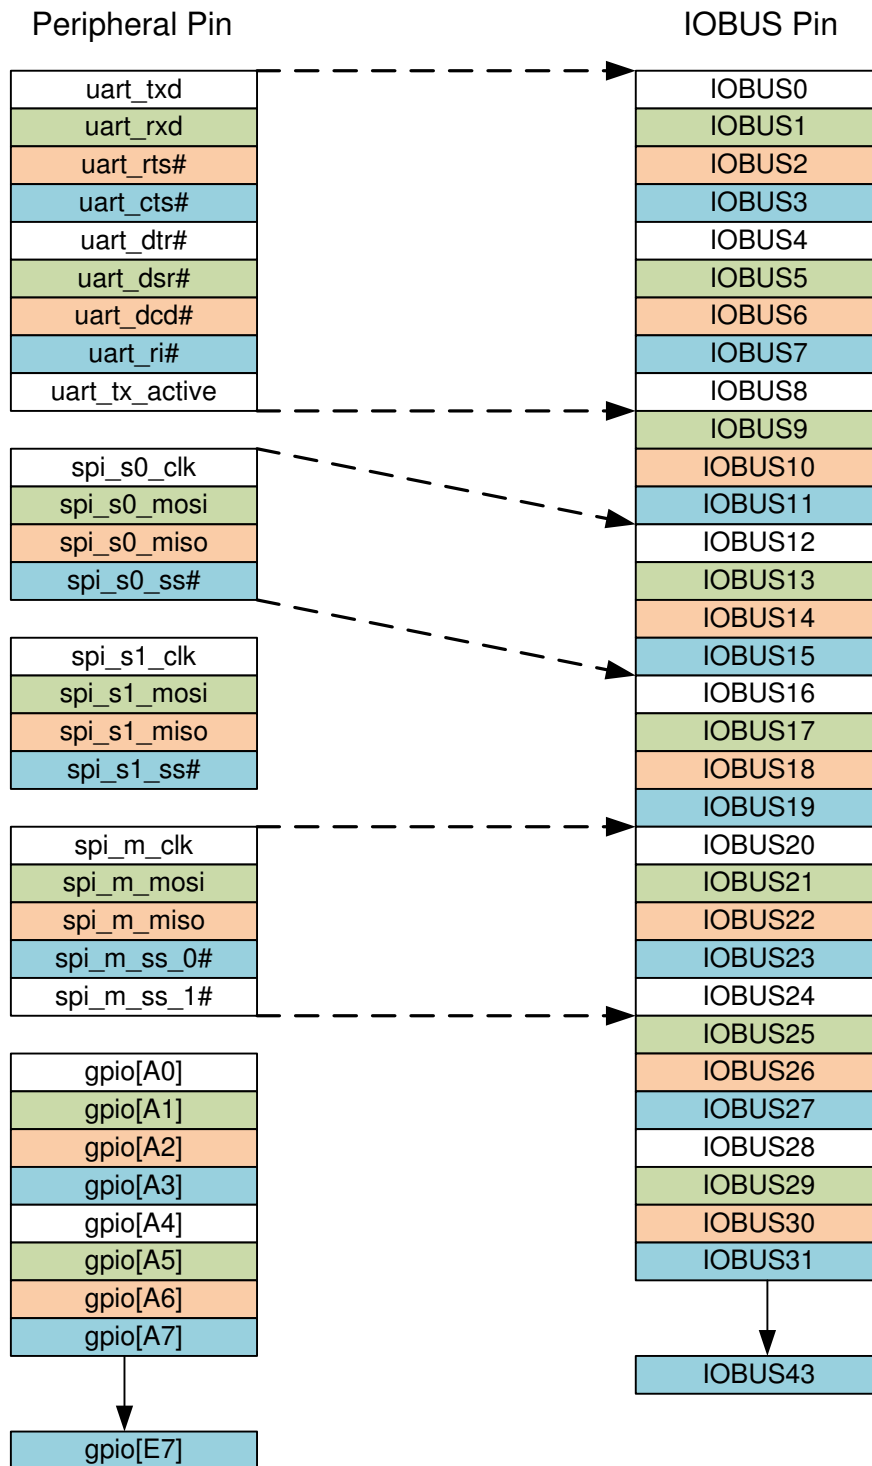 Peripheral Pin
uart_txd
uart_rxd
uart_rts#
uart_cts#
uart_dtr#
uart_dsr#
uart_dcd#
uart_ri#
uart_tx_active
spi_s0_clk
spi_s0_mosi
spi_s0_miso
spi_s0_ss#
spi_s1_clk
spi_s1_mosi
spi_s1_miso
spi_s1_ss#
spi_m_clk
spi_m_mosi
spi_m_miso
spi_m_ss_0#
spi_m_ss_1#
gpio[A0]
gpio[A1]
gpio[A2]
gpio[A3]
gpio[A4]
gpio[A5]
gpio[A6]
gpio[A7]
gpio[E7]
IOBUS Pin
IOBUS0
IOBUS1
IOBUS2
IOBUS3
IOBUS4
IOBUS5
IOBUS6
IOBUS7
IOBUS8
IOBUS9
IOBUS10
IOBUS11
IOBUS12
IOBUS13
IOBUS14
IOBUS15
IOBUS16
IOBUS17
IOBUS18
IOBUS19
IOBUS20
IOBUS21
IOBUS22
IOBUS23
IOBUS24
IOBUS25
IOBUS26
IOBUS27
IOBUS28
IOBUS29
IOBUS30
IOBUS31
IOBUS43